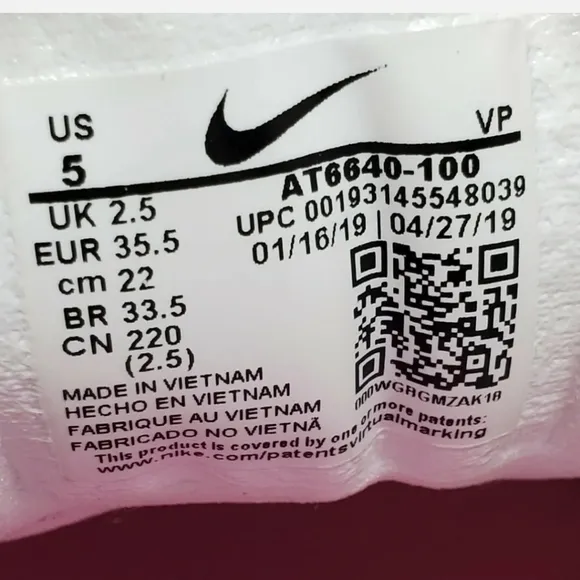 US
5
VP
AT6640-100
UPC 00193145548039
01/16/19 | 04/27/19
UK 2.5
EUR 35.5
cm 22
BR 33.5
CN 220
(2.5)
000WGRGMZAK18
MADE IN VIETNAM
HECHO EN VIETNAM
FABRIQUE AU VIETNAM
FABRICADO NO VIETNÃ
This product is covered by one or more patents:
www.nike.com/patentsvirtualmarking